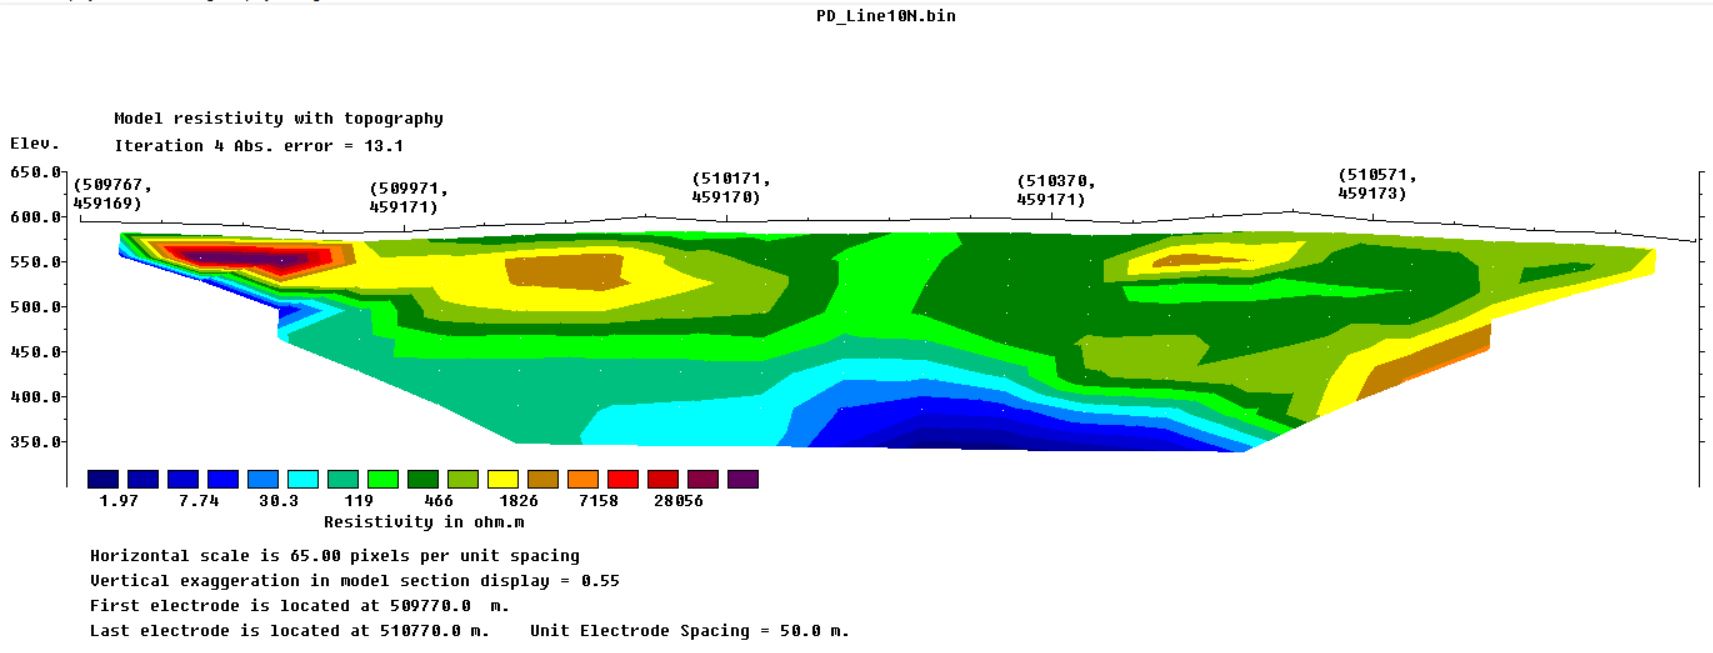 PD_Line10N.bin
Model resistivity with topography
Elev. Iteration 4 Abs. error = 13.1
650.0
(509767,
459169)
(509971,
459171)
(510171,
459170)
(510370,
459171)
(510571,
459173)
600.0
550.0
500.0
450.0
400.0
350.0
1.97 7.74 30.3 119 466 1826 7158 28056
Resistivity in ohm.m
Horizontal scale is 65.00 pixels per unit spacing
Vertical exaggeration in model section display = 0.55
First electrode is located at 509770.0 m.
Last electrode is located at 510770.0 m. Unit Electrode Spacing = 50.0 m.